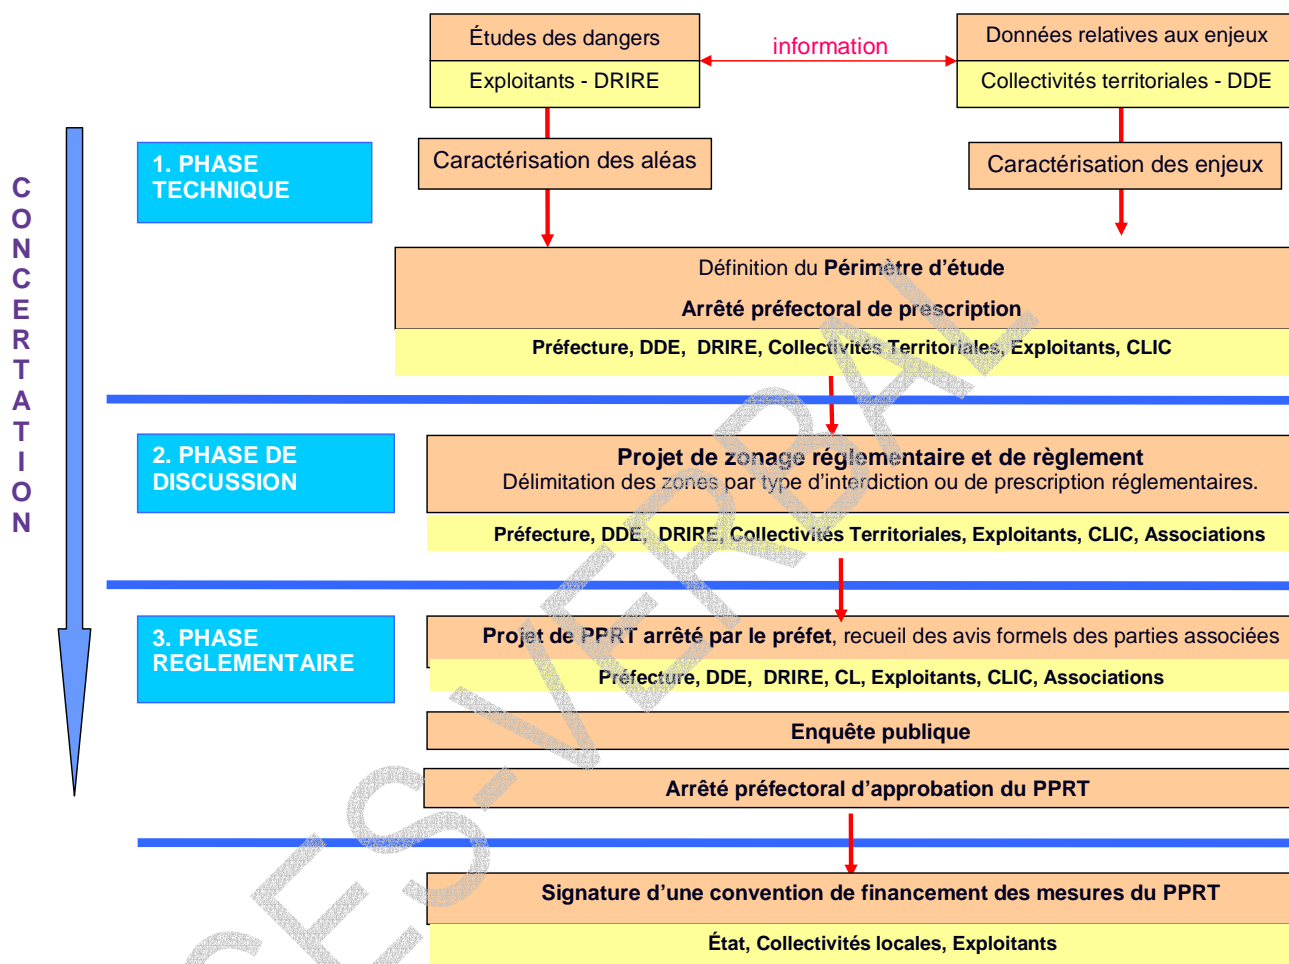 Études des dangers
Exploitants - DRIRE
information
Données relatives aux enjeux
Collectivités territoriales - DDE
CONCERTATION
1. PHASE
TECHNIQUE
Caractérisation des aléas
Caractérisation des enjeux
Définition du Périmètre d'étude
Arrêté préfectoral de prescription
Préfecture, DDE, DRIRE, Collectivités Territoriales, Exploitants, CLIC
2. PHASE DE
DISCUSSION
Projet de zonage réglementaire et de règlement
Délimitation des zones par type d'interdiction ou de prescription réglementaires.
Préfecture, DDE, DRIRE, Collectivités Territoriales, Exploitants, CLIC, Associations
3. PHASE
REGLEMENTAIRE
Projet de PPRT arrêté par le préfet, recueil des avis formels des parties associées
Préfecture, DDE, DRIRE, CL, Exploitants, CLIC, Associations
Enquête publique
Arrêté préfectoral d'approbation du PPRT
Signature d'une convention de financement des mesures du PPRT
État, Collectivités locales, Exploitants
CES-VERBAL